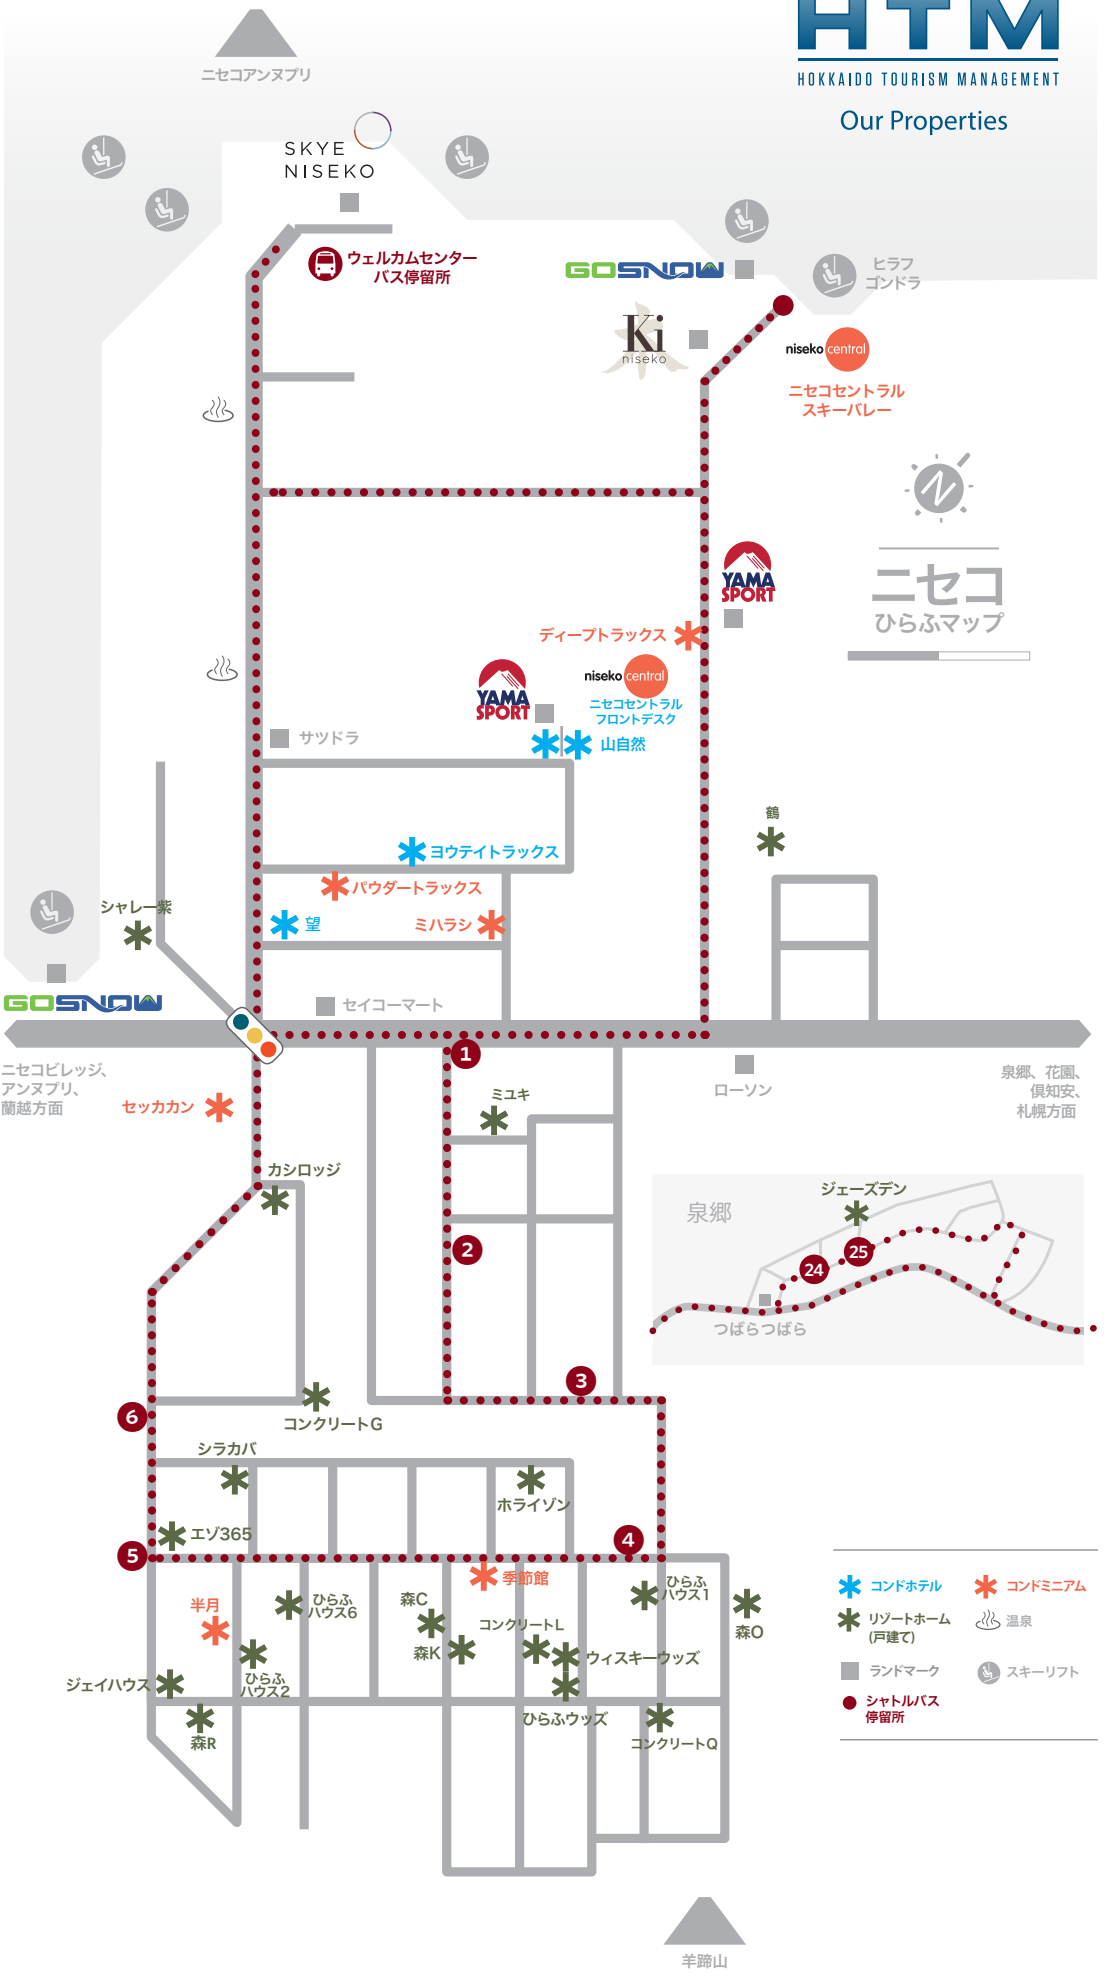 HTM
HOKKAIDO TOURISM MANAGEMENT
Our Properties
ニセコアンヌプリ
SKYE
NISEKO
ウェルカムセンター
バス停留所
GOSNOW
ヒラフ
ゴンドラ
Ki
niseko
niseko central
ニセコセントラル
スキーバレー
N
ニセコ
ひらふマップ
YAMA
SPORT
ディープトラックス
niseko central
ニセコセントラル
フロントデスク
YAMA
SPORT
山自然
サツドラ
鶴
ヨウテイトラックス
パウダートラックス
シャレー紫
望
ミハラシ
GOSNOW
セイコーマート
1
ニセコビレッジ、
アンヌプリ、
蘭越方面
セッカカン
ミユキ
ローソン
泉郷、花園、
倶知安、
札幌方面
カシロッジ
2
泉郷
ジェーズデン
24
25
つばらつばら
3
6
コンクリートG
シラカバ
ホライゾン
エゾ365
5
4
季節館
半月
ひらふ
ハウス6
森C
森K
コンクリートL
ウィスキーウッズ
ひらふ
ハウス1
森O
ジェイハウス
ひらふ
ハウス2
森R
ひらふウッズ
コンクリートQ
コンドホテル
コンドミニアム
リゾートホーム
(戸建て)
温泉
ランドマーク
スキーリフト
シャトルバス
停留所
羊蹄山